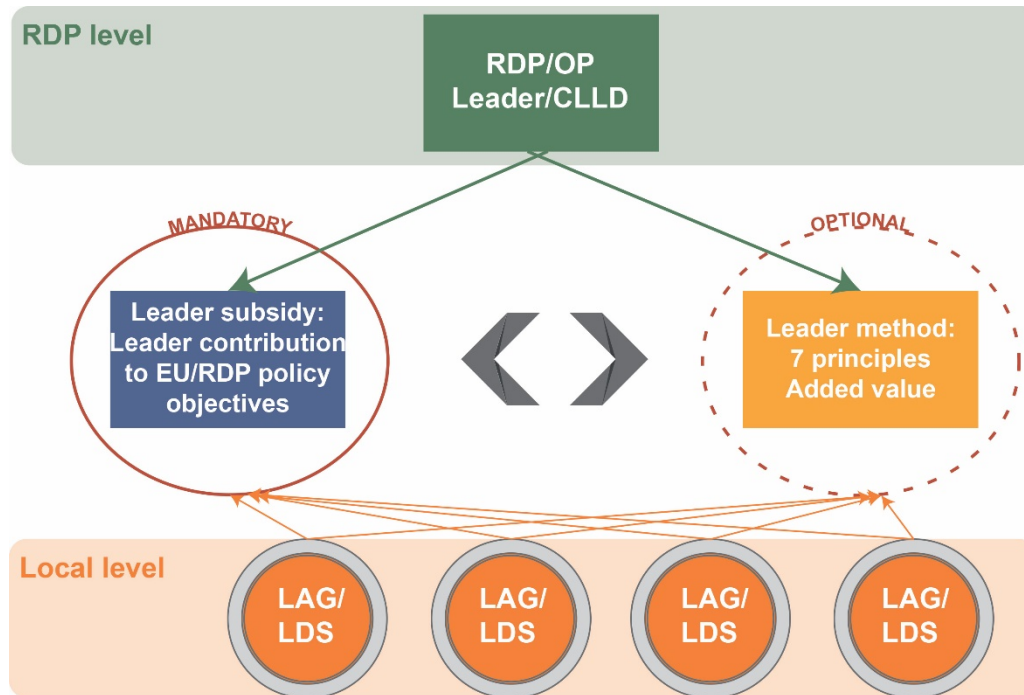 RDP level
RDP/OP
Leader/CLLD
MANDATORY
OPTIONAL
Leader subsidy:
Leader contribution
to EU/RDP policy
objectives
Leader method:
7 principles
Added value
Local level
LAG/
LDS
LAG/
LDS
LAG/
LDS
LAG/
LDS